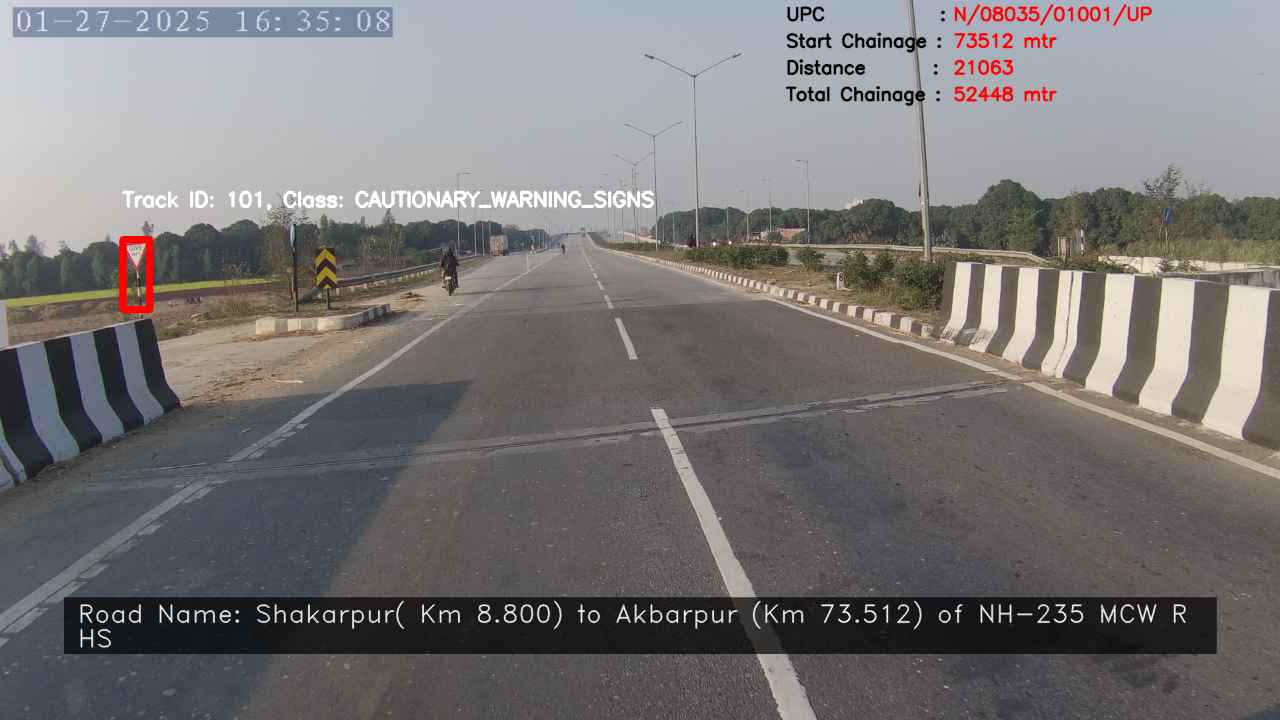 01-27-2025 16:35:08
UPC : N/08035/01001/UP
Start Chainage : 73512 mtr
Distance : 21063
Total Chainage : 52448 mtr
Track ID: 101, Class: CAUTIONARY_WARNING_SIGNS
GIVE
Road Name: Shakarpur( Km 8.800) to Akbarpur (Km 73.512) of NH-235 MCW R
HS